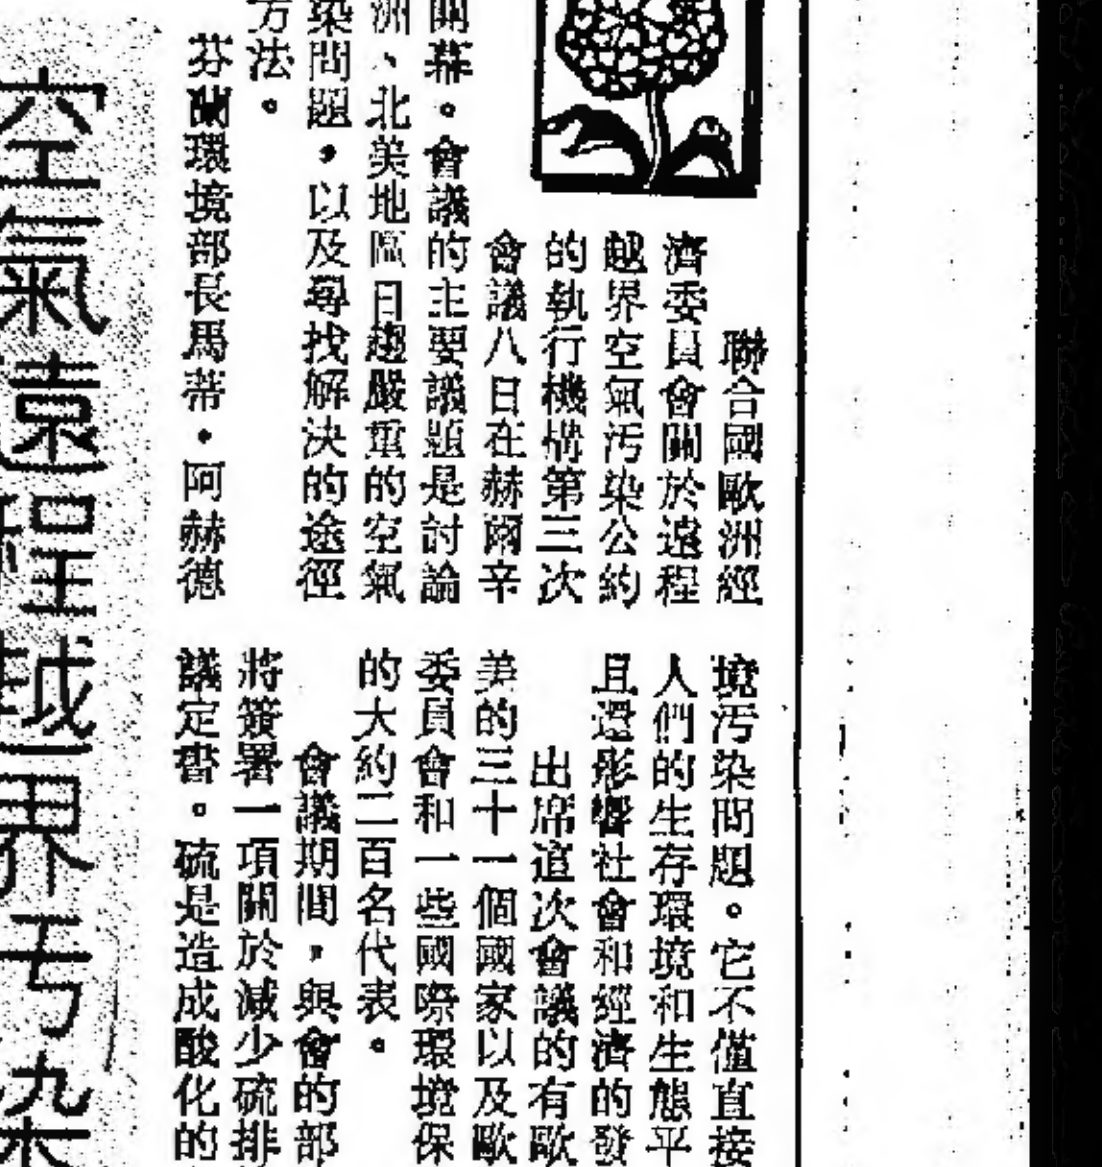 聯合國歐洲經
濟委員會關於遠程
越界空氣污染公約
的執行機構第三次
會議八日在赫爾辛
開幕。會議的主要議題是討論
洲、北美地區日趨嚴重的空氣
染問題，以及尋找解決的途徑
方法。
芬蘭環境部長馬蒂·阿赫德
境污染問題。它不僅直接
人們的生存環境和生態平
且還影響社會和經濟的發
出席這次會議的有歐
美的三十一個國家以及歐
委員會和一些國際環境保
的大約二百名代表。
會議期間，與會的部
將簽署一項關於減少硫排
議定書。硫是造成酸化的
空氣遠程越界污染